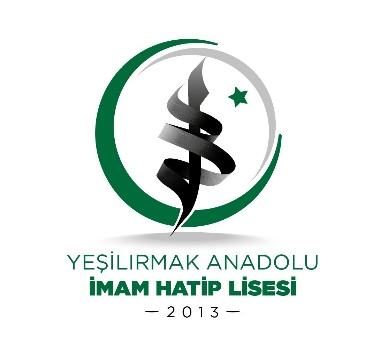 YEŞİLIRMAK ANADOLU
İMAM HATİP LİSESİ
— 2013 —